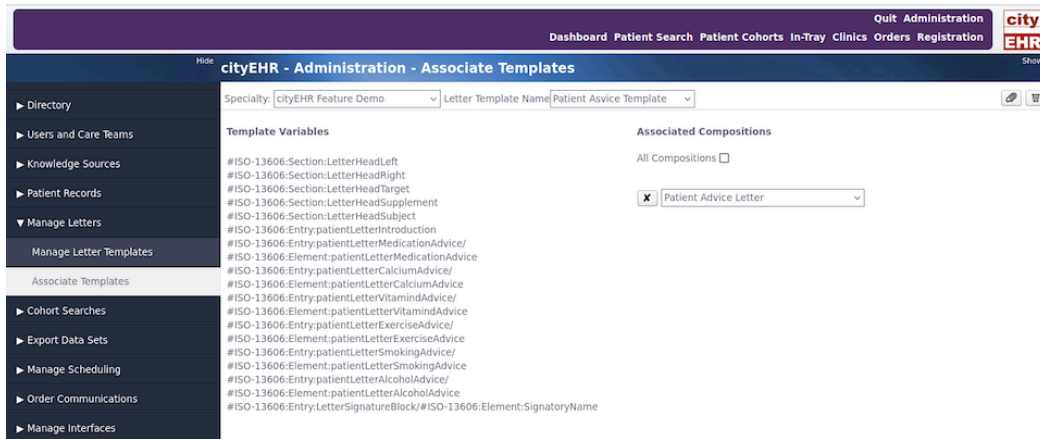 Quit Administration
city
Dashboard Patient Search Patient Cohorts In-Tray Clinics Orders Registration
EHR
Hide
cityEHR - Administration - Associate Templates
Show
Specialty: cityEHR Feature Demo Letter Template Name Patient Asvice Template
▶ Directory
▶ Users and Care Teams
▶ Knowledge Sources
▶ Patient Records
▼ Manage Letters
Manage Letter Templates
Associate Templates
▶ Cohort Searches
▶ Export Data Sets
▶ Manage Scheduling
▶ Order Communications
▶ Manage Interfaces
Template Variables
#ISO-13606:Section:LetterHeadLeft
#ISO-13606:Section:LetterHeadRight
#ISO-13606:Section:LetterHeadTarget
#ISO-13606:Section:LetterHeadSupplement
#ISO-13606:Section:LetterHeadSubject
#ISO-13606:Entry:patientLetterIntroduction
#ISO-13606:Entry:patientLetterMedicationAdvice/
#ISO-13606:Element:patientLetterMedicationAdvice
#ISO-13606:Entry:patientLetterCalciumAdvice/
#ISO-13606:Element:patientLetterCalciumAdvice
#ISO-13606:Entry:patientLetterVitamindAdvice/
#ISO-13606:Element:patientLetterVitamindAdvice
#ISO-13606:Entry:patientLetterExerciseAdvice/
#ISO-13606:Element:patientLetterExerciseAdvice
#ISO-13606:Entry:patientLetterSmokingAdvice/
#ISO-13606:Element:patientLetterSmokingAdvice
#ISO-13606:Entry:patientLetterAlcoholAdvice/
#ISO-13606:Element:patientLetterAlcoholAdvice
#ISO-13606:Entry:LetterSignatureBlock/#ISO-13606:Element:SignatoryName
Associated Compositions
All Compositions
✘ Patient Advice Letter